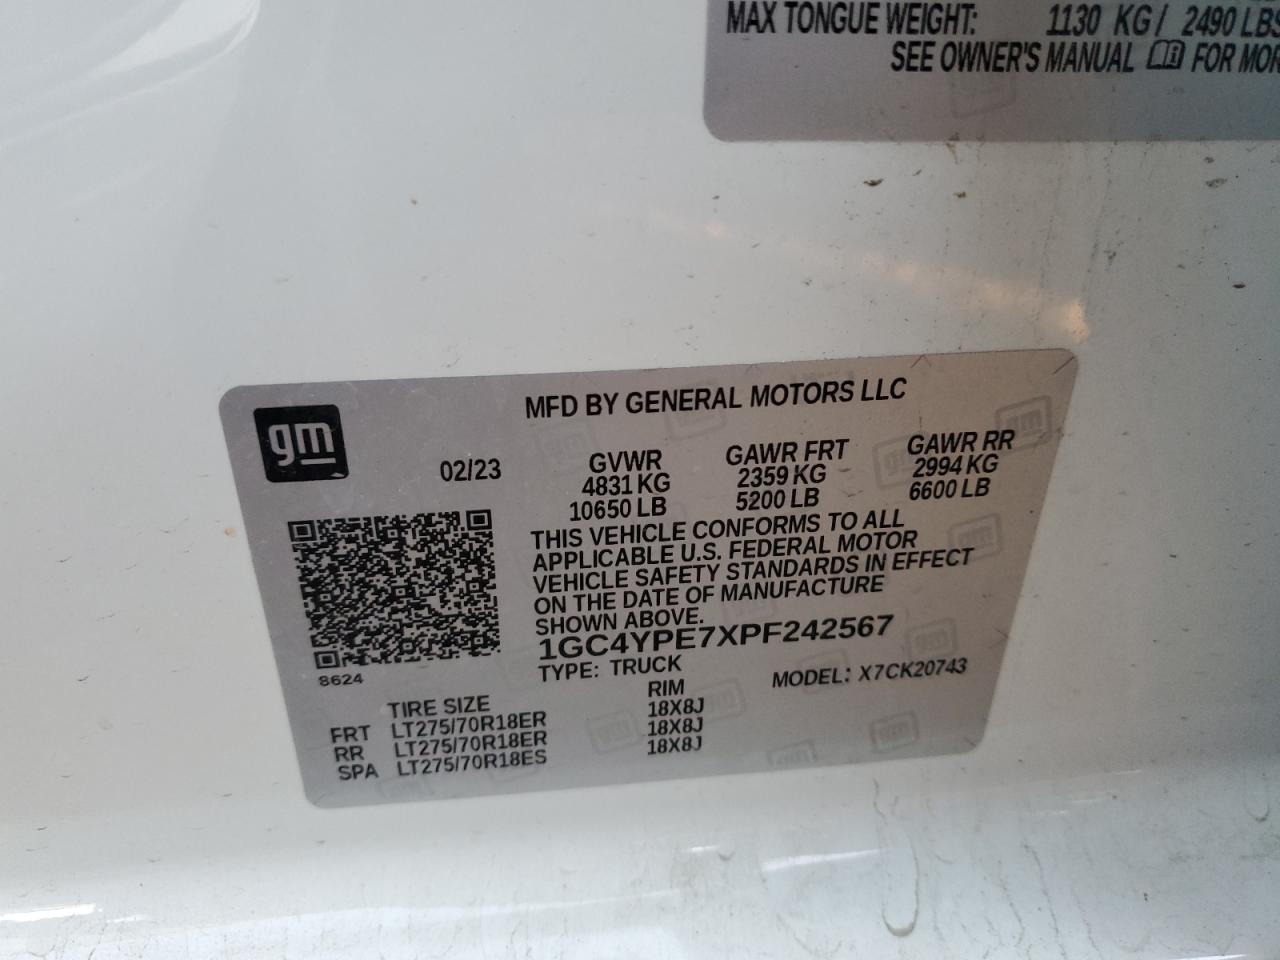 MAX TONGUE WEIGHT: 1130 KG/ 2490 LBS
SEE OWNER'S MANUAL FOR MOR
gm
MFD BY GENERAL MOTORS LLC
02/23
GVWR GAWR FRT GAWR RR
4831 KG 2359 KG 2994 KG
10650 LB 5200 LB 6600 LB
THIS VEHICLE CONFORMS TO ALL
APPLICABLE U.S. FEDERAL MOTOR
VEHICLE SAFETY STANDARDS IN EFFECT
ON THE DATE OF MANUFACTURE
SHOWN ABOVE.
1GC4YPE7XPF242567
TYPE: TRUCK MODEL: X7CK20743
8624
TIRE SIZE RIM
FRT LT275/70R18ER 18X8J
RR LT275/70R18ER 18X8J
SPA LT275/70R18ES 18X8J